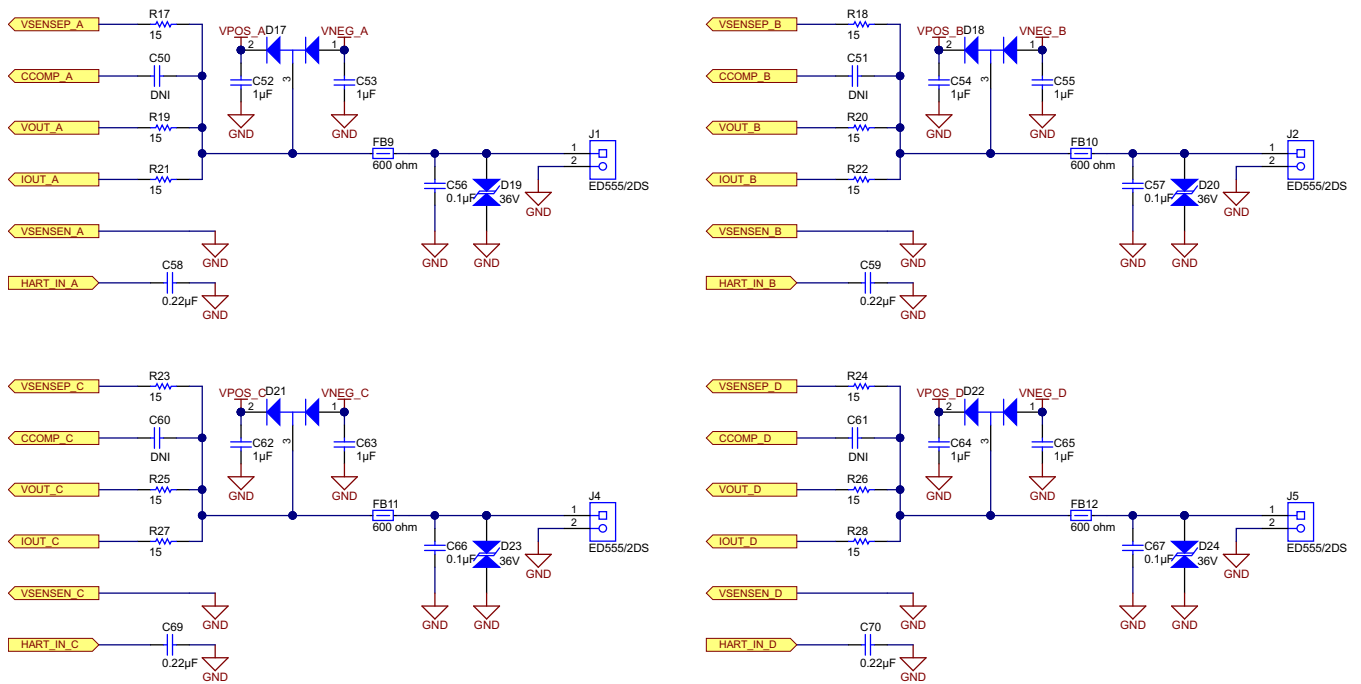 VSENSEP_A
R17
15
CCOMP_A
C50
DNI
VOUT_A
R19
15
IOUT_A
R21
15
VSENSEN_A
GND
HART_IN_A
C58
0.22µF
GND
VPOS_A
D17
VNEG_A
2
1
3
C52
1µF
GND
C53
1µF
GND
FB9
600 ohm
C56
0.1µF
GND
D19
36V
GND
J1
1
2
ED555/2DS
GND
VSENSEP_B
R18
15
CCOMP_B
C51
DNI
VOUT_B
R20
15
IOUT_B
R22
15
VSENSEN_B
GND
HART_IN_B
C59
0.22µF
GND
VPOS_B
D18
VNEG_B
2
1
3
C54
1µF
GND
C55
1µF
GND
FB10
600 ohm
C57
0.1µF
GND
D20
36V
GND
J2
1
2
ED555/2DS
GND
VSENSEP_C
R23
15
CCOMP_C
C60
DNI
VOUT_C
R25
15
IOUT_C
R27
15
VSENSEN_C
GND
HART_IN_C
C69
0.22µF
GND
VPOS_C
D21
VNEG_C
2
1
3
C62
1µF
GND
C63
1µF
GND
FB11
600 ohm
C66
0.1µF
GND
D23
36V
GND
J4
1
2
ED555/2DS
GND
VSENSEP_D
R24
15
CCOMP_D
C61
DNI
VOUT_D
R26
15
IOUT_D
R28
15
VSENSEN_D
GND
HART_IN_D
C70
0.22µF
GND
VPOS_D
D22
VNEG_D
2
1
3
C64
1µF
GND
C65
1µF
GND
FB12
600 ohm
C67
0.1µF
GND
D24
36V
GND
J5
1
2
ED555/2DS
GND